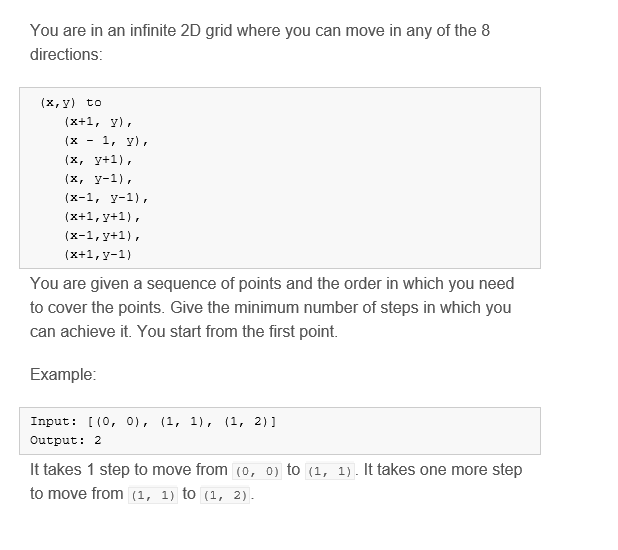 You are in an infinite 2D grid where you can move in any of the 8
directions:
(x,y) to
(x+1, y),
(x - 1, y),
(x, y+1),
(x, y-1),
(x-1, y-1),
(x+1,y+1),
(x-1,y+1),
(x+1,y-1)
You are given a sequence of points and the order in which you need
to cover the points. Give the minimum number of steps in which you
can achieve it. You start from the first point.
Example:
Input: [(0, 0), (1, 1), (1, 2)]
Output: 2
It takes 1 step to move from (0, 0) to (1, 1). It takes one more step
to move from (1, 1) to (1, 2).